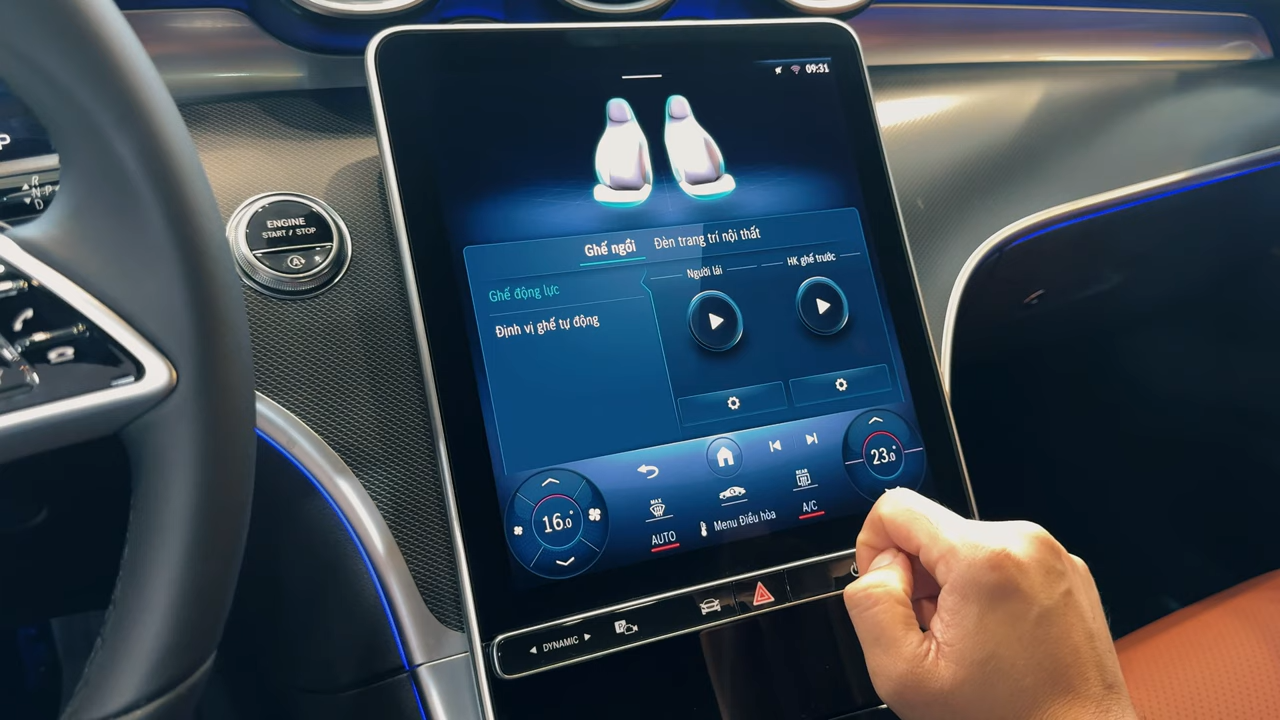 09:31
P
R
N·P
D
ENGINE
START / STOP
A
Ghế ngồi
Đèn trang trí nội thất
Ghế động lực
Định vị ghế tự động
Người lái
HK ghế trước
16.0°
23.0°
MAX
REAR
AUTO
Menu Điều hòa
A/C
DYNAMIC
P